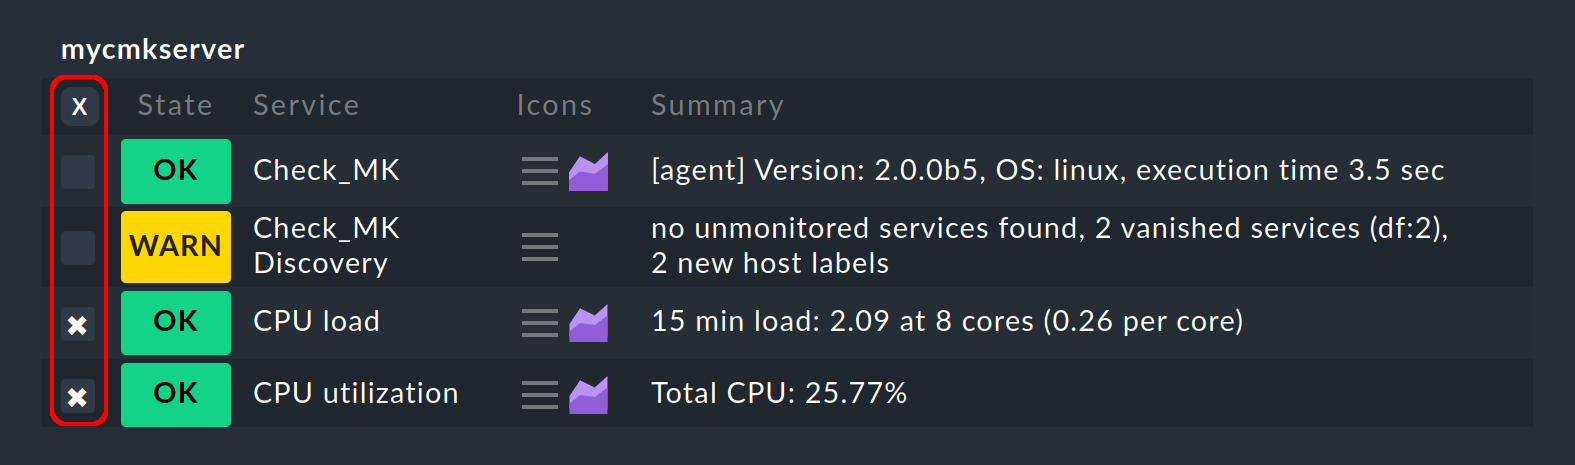 mycmkserver
X State Service Icons Summary
OK Check_MK [agent] Version: 2.0.0b5, OS: linux, execution time 3.5 sec
WARN Check_MK Discovery no unmonitored services found, 2 vanished services (df:2), 2 new host labels
OK CPU load 15 min load: 2.09 at 8 cores (0.26 per core)
OK CPU utilization Total CPU: 25.77%